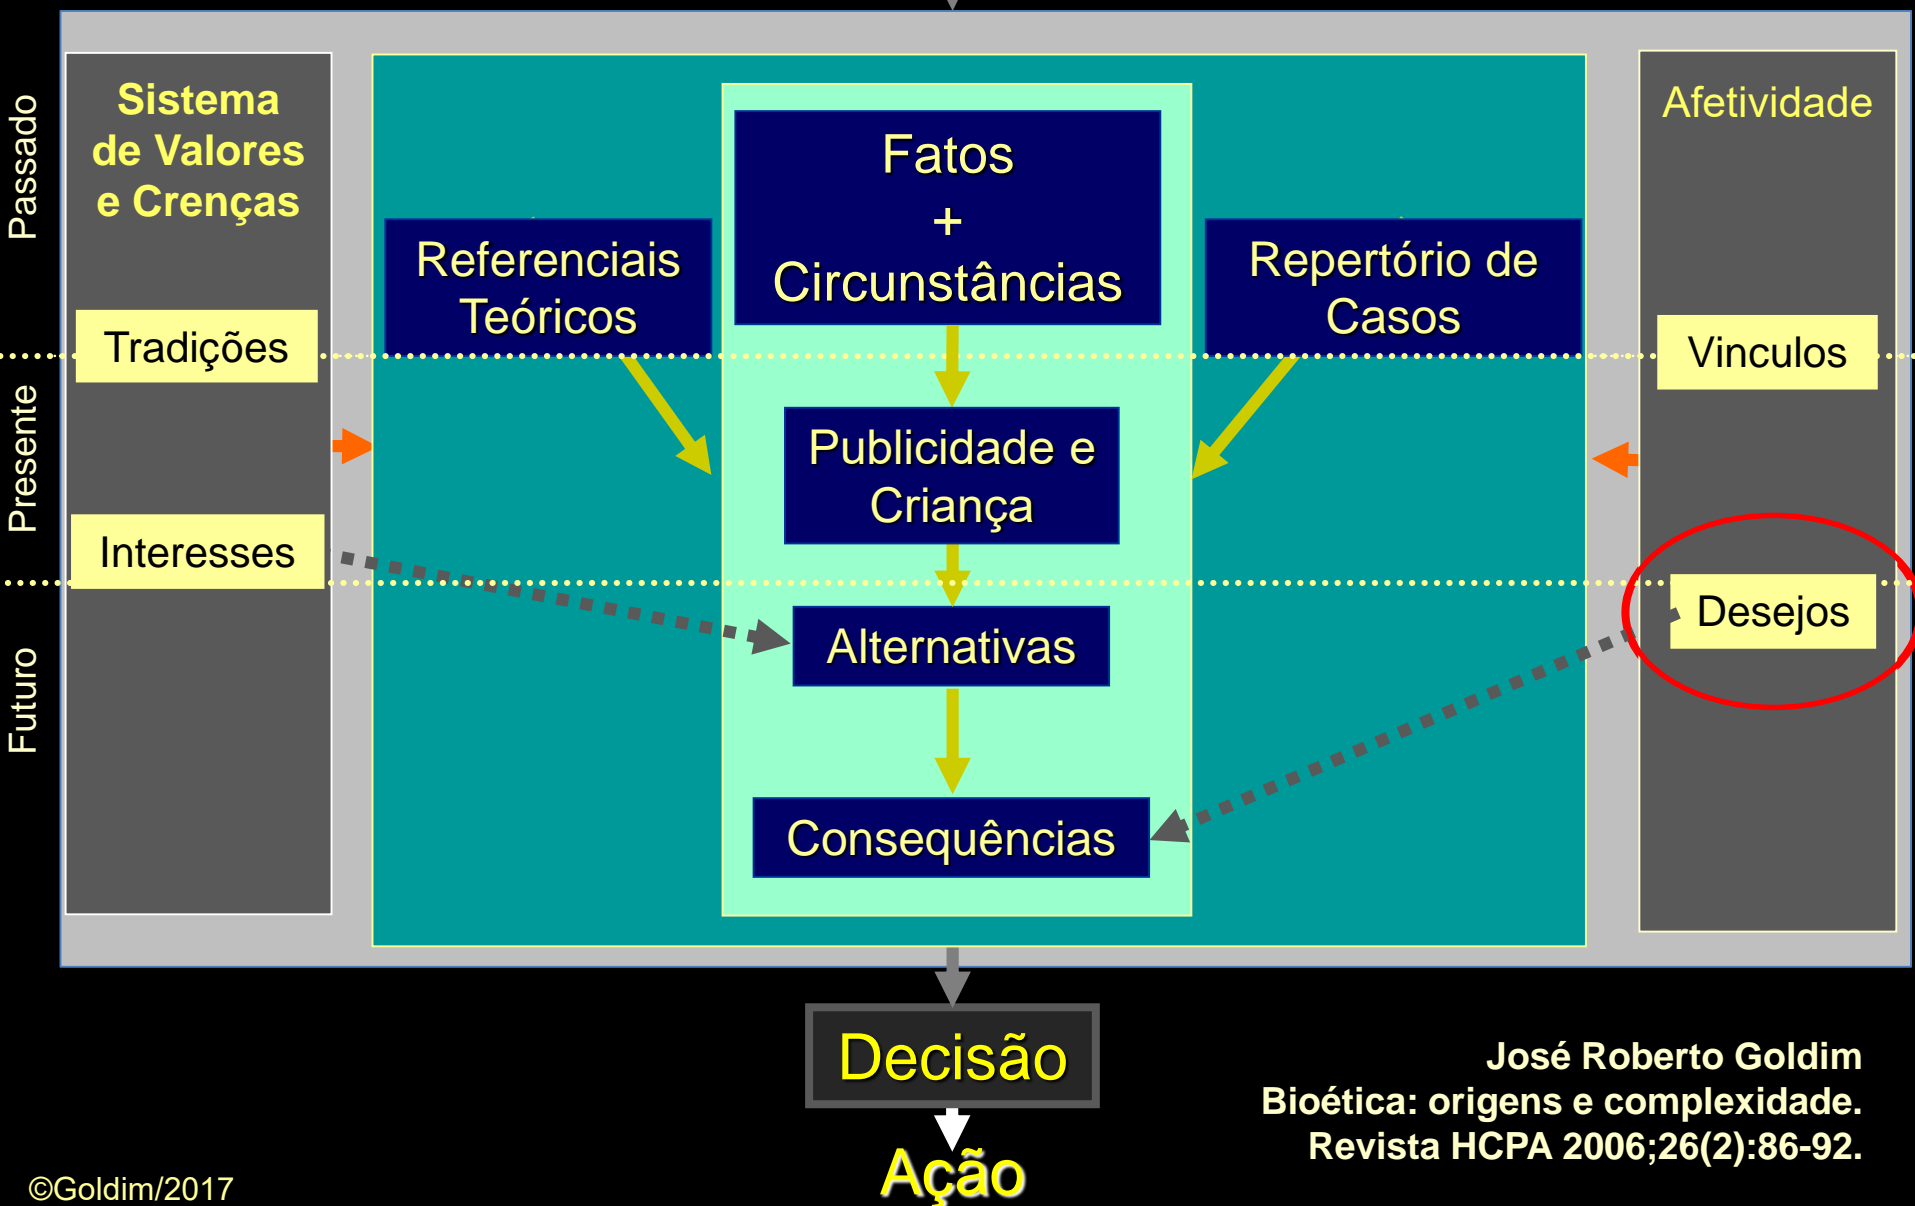 Passado
Presente
Futuro
Sistema
de Valores
e Crenças
Tradições
Interesses
Referenciais
Teóricos
Fatos
+
Circunstâncias
Repertório de
Casos
Publicidade e
Criança
Alternativas
Consequências
Afetividade
Vinculos
Desejos
Decisão
Ação
José Roberto Goldim
Bioética: origens e complexidade.
Revista HCPA 2006;26(2):86-92.
©Goldim/2017